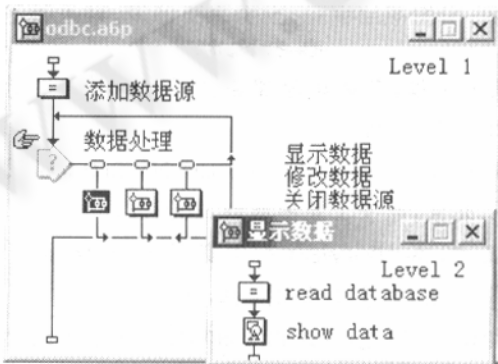 odbc.a6p
Level 1
添加数据源
数据处理
显示数据
修改数据
关闭数据源
显示数据
Level 2
read database
show data